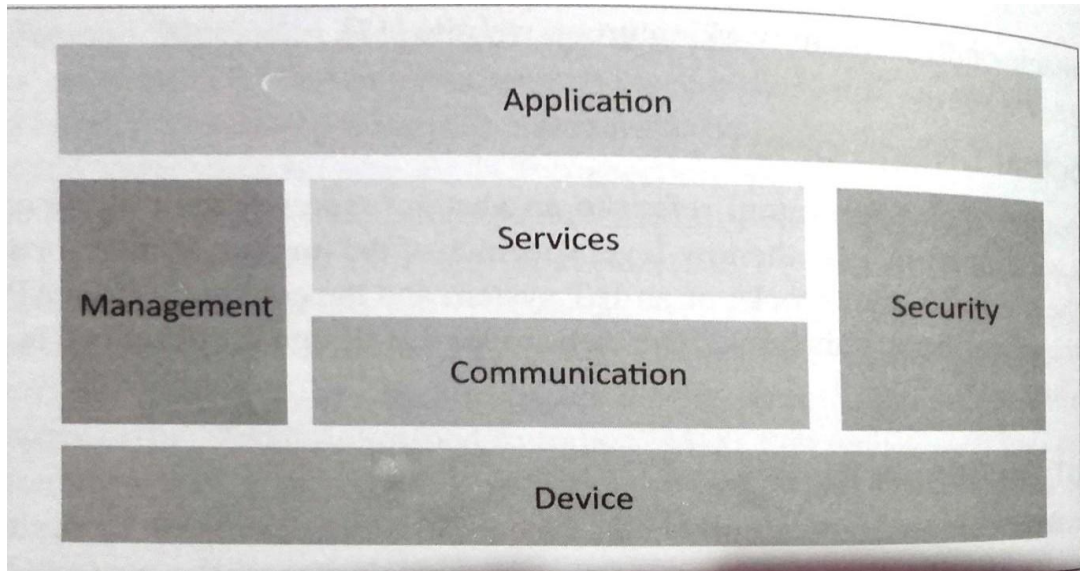 Application
Services
Management
Security
Communication
Device